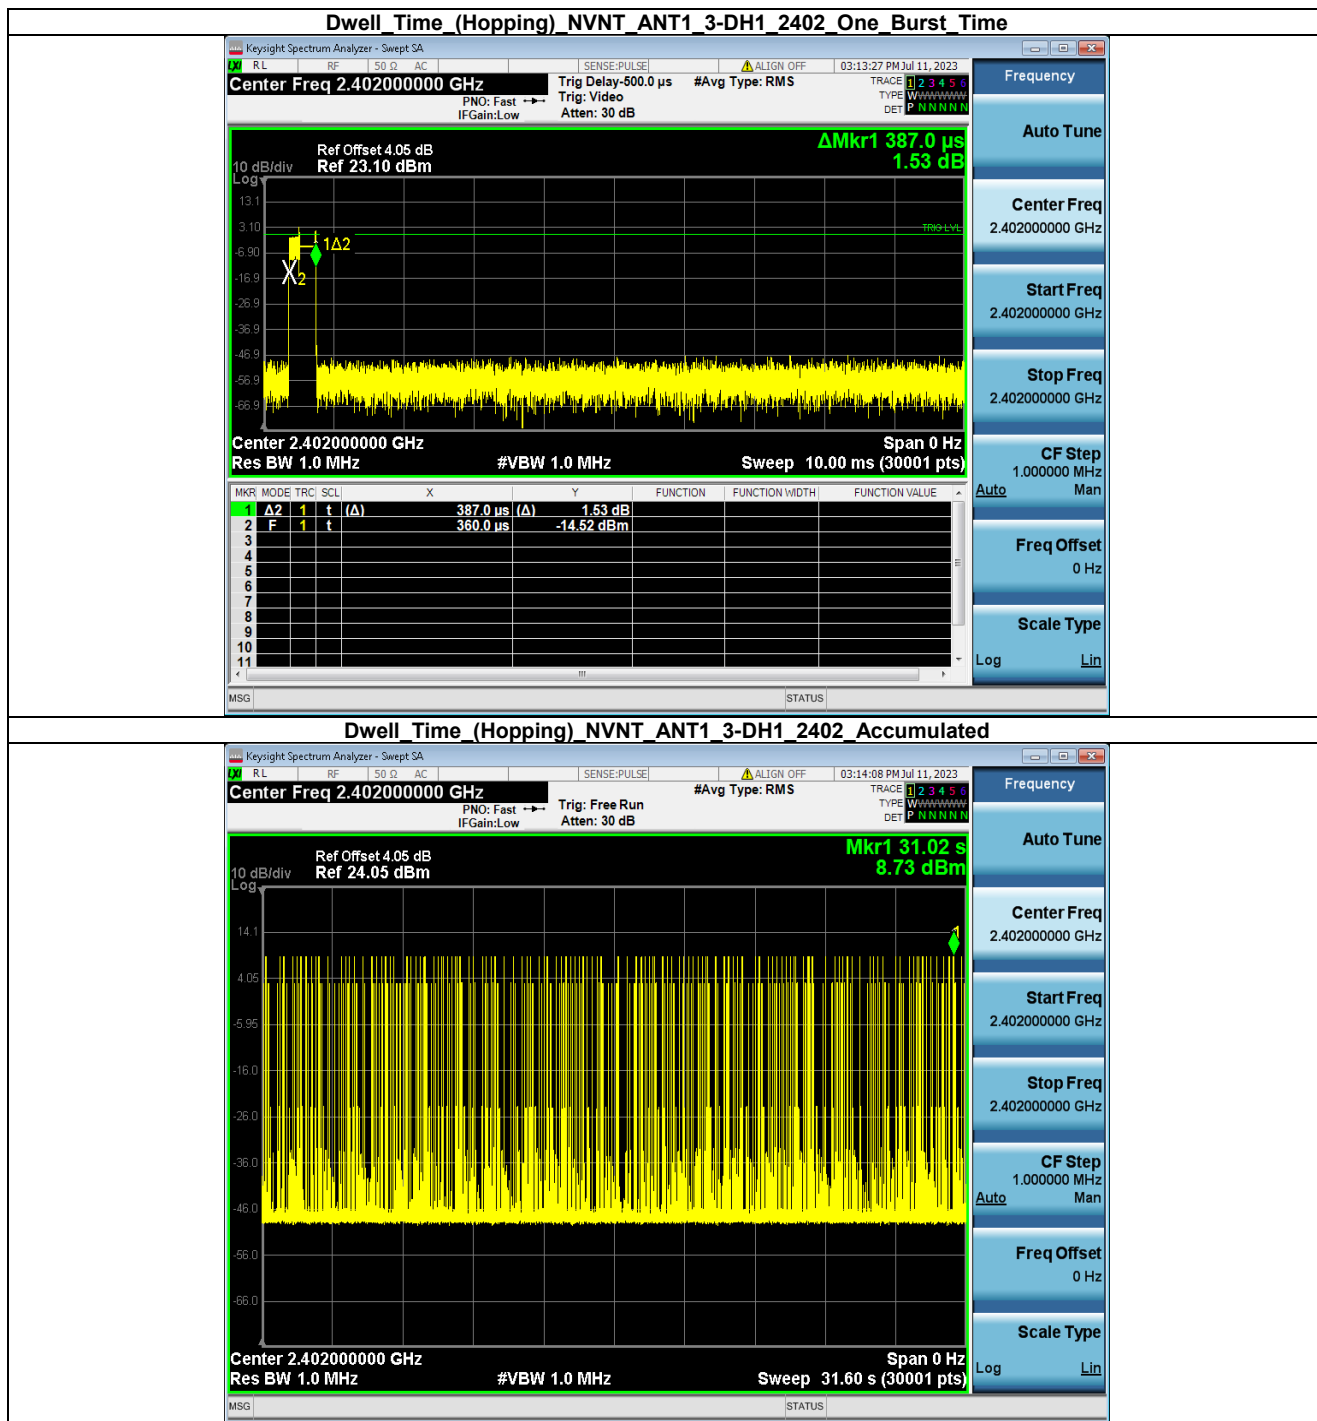 Dwell_Time_(Hopping)_NVNT_ANT1_3-DH1_2402_One_Burst_Time
Keysight Spectrum Analyzer - Swept SA
LXI RL RF 50 Ω AC SENSE:PULSE ALIGN OFF 03:13:27 PM Jul 11, 2023
Center Freq 2.402000000 GHz
PNO: Fast
IFGain:Low
Trig Delay-500.0 µs
Trig: Video
Atten: 30 dB
#Avg Type: RMS
TRACE 1 2 3 4 5 6
TYPE WWWWWW
DET P NNNNN
ΔMkr1 387.0 µs
1.53 dB
Ref Offset 4.05 dB
10 dB/div Ref 23.10 dBm
Log
13.1
3.10
-6.90
-16.9
-26.9
-36.9
-46.9
-56.9
-66.9
TRIG LVL
1Δ2
X2
Center 2.402000000 GHz Span 0 Hz
Res BW 1.0 MHz #VBW 1.0 MHz Sweep 10.00 ms (30001 pts)
MKR MODE TRC SCL X Y FUNCTION FUNCTION WIDTH FUNCTION VALUE
1 Δ2 1 t (Δ) 387.0 µs (Δ) 1.53 dB
2 F 1 t 360.0 µs -14.52 dBm
3
4
5
6
7
8
9
10
11
MSG STATUS
Frequency
Auto Tune
Center Freq
2.402000000 GHz
Start Freq
2.402000000 GHz
Stop Freq
2.402000000 GHz
CF Step
1.000000 MHz
Auto Man
Freq Offset
0 Hz
Scale Type
Log Lin
Dwell_Time_(Hopping)_NVNT_ANT1_3-DH1_2402_Accumulated
Keysight Spectrum Analyzer - Swept SA
LXI RL RF 50 Ω AC SENSE:PULSE ALIGN OFF 03:14:08 PM Jul 11, 2023
Center Freq 2.402000000 GHz
PNO: Fast
IFGain:Low
Trig: Free Run
Atten: 30 dB
#Avg Type: RMS
TRACE 1 2 3 4 5 6
TYPE WWWWWW
DET P NNNNN
Mkr1 31.02 s
8.73 dBm
Ref Offset 4.05 dB
10 dB/div Ref 24.05 dBm
Log
14.1
4.05
-5.95
-16.0
-26.0
-36.0
-46.0
-56.0
-66.0
1
Center 2.402000000 GHz Span 0 Hz
Res BW 1.0 MHz #VBW 1.0 MHz Sweep 31.60 s (30001 pts)
MSG STATUS
Frequency
Auto Tune
Center Freq
2.402000000 GHz
Start Freq
2.402000000 GHz
Stop Freq
2.402000000 GHz
CF Step
1.000000 MHz
Auto Man
Freq Offset
0 Hz
Scale Type
Log Lin